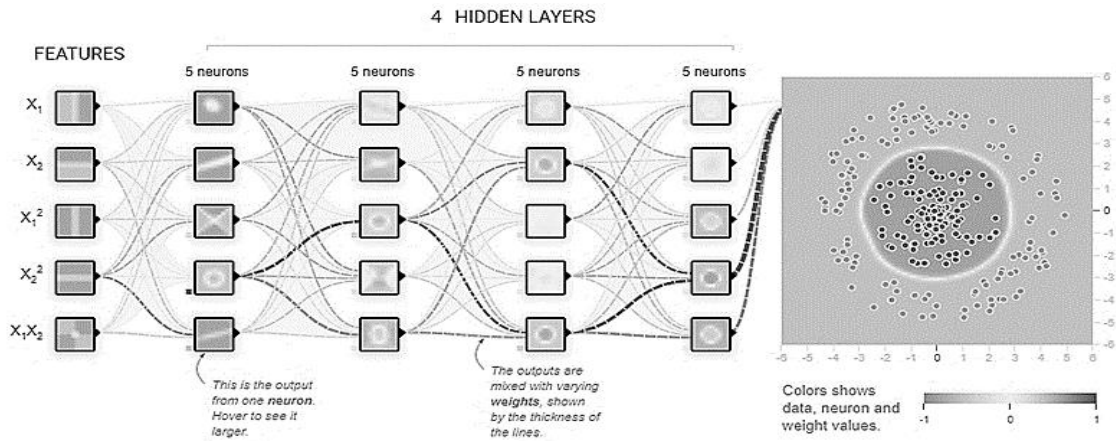 4 HIDDEN LAYERS
FEATURES
5 neurons
5 neurons
5 neurons
5 neurons
X₁
X₂
X₁²
X₂²
X₁X₂
This is the output
from one neuron.
Hover to see it
larger.
The outputs are
mixed with varying
weights, shown
by the thickness of
the lines.
6
5
4
3
2
1
0
-1
-2
-3
-4
-5
-6
-5 -5 -4 -3 -2 -1 0 1 2 3 4 5 6
Colors shows
data, neuron and
weight values.
-1 0 1